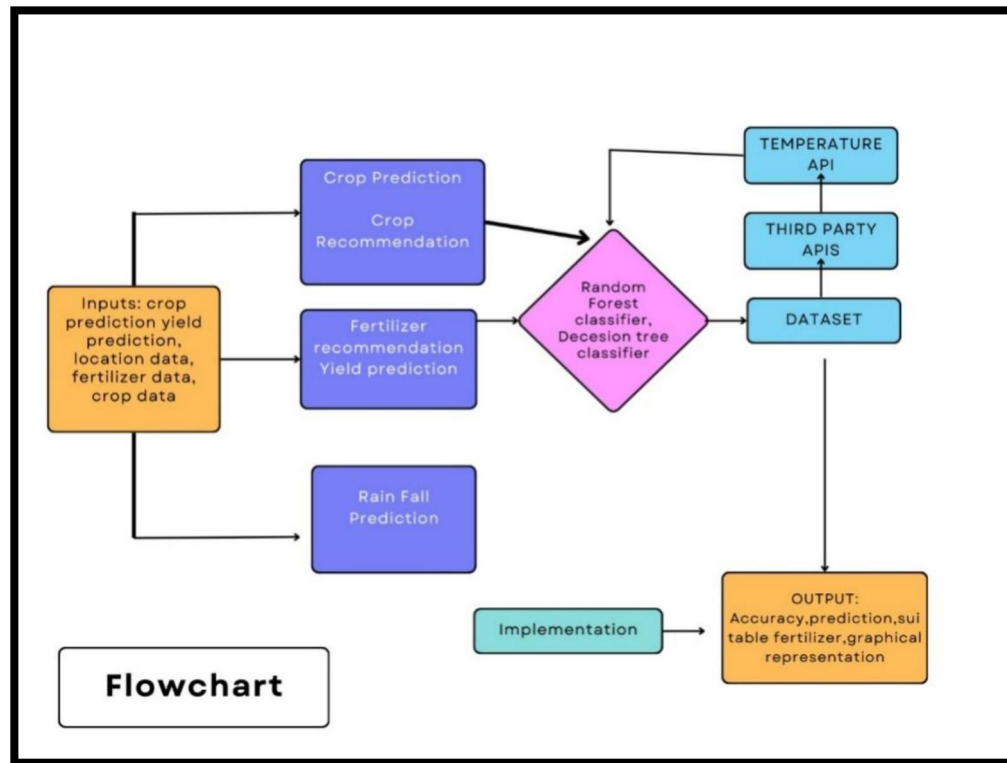 TEMPERATURE
API
Crop Prediction
Crop
Recommendation
THIRD PARTY
APIS
Inputs: crop
prediction yield
prediction,
location data,
fertilizer data,
crop data
Random
Forest
classifier,
Decesion tree
classifier
Fertilizer
recommendation
Yield prediction
DATASET
Rain Fall
Prediction
OUTPUT:
Accuracy,prediction,sui
table fertilizer,graphical
representation
Implementation
Flowchart